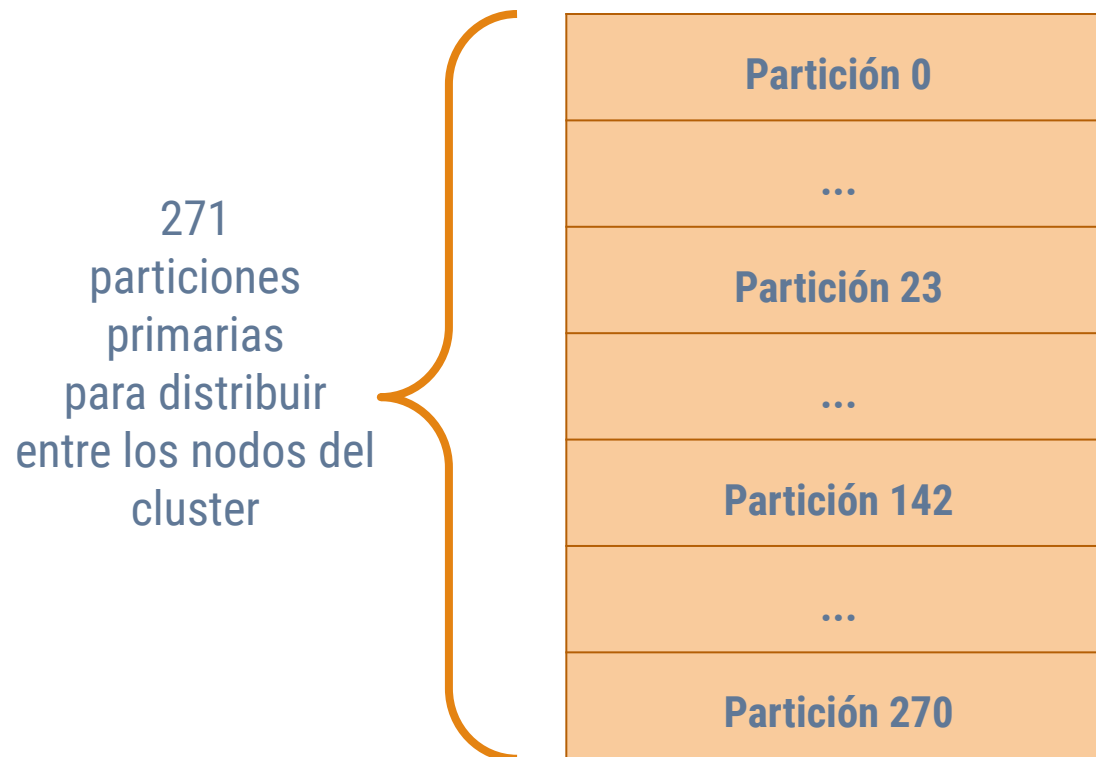 271
particiones
primarias
para distribuir
entre los nodos del
cluster
Partición 0
...
Partición 23
...
Partición 142
...
Partición 270